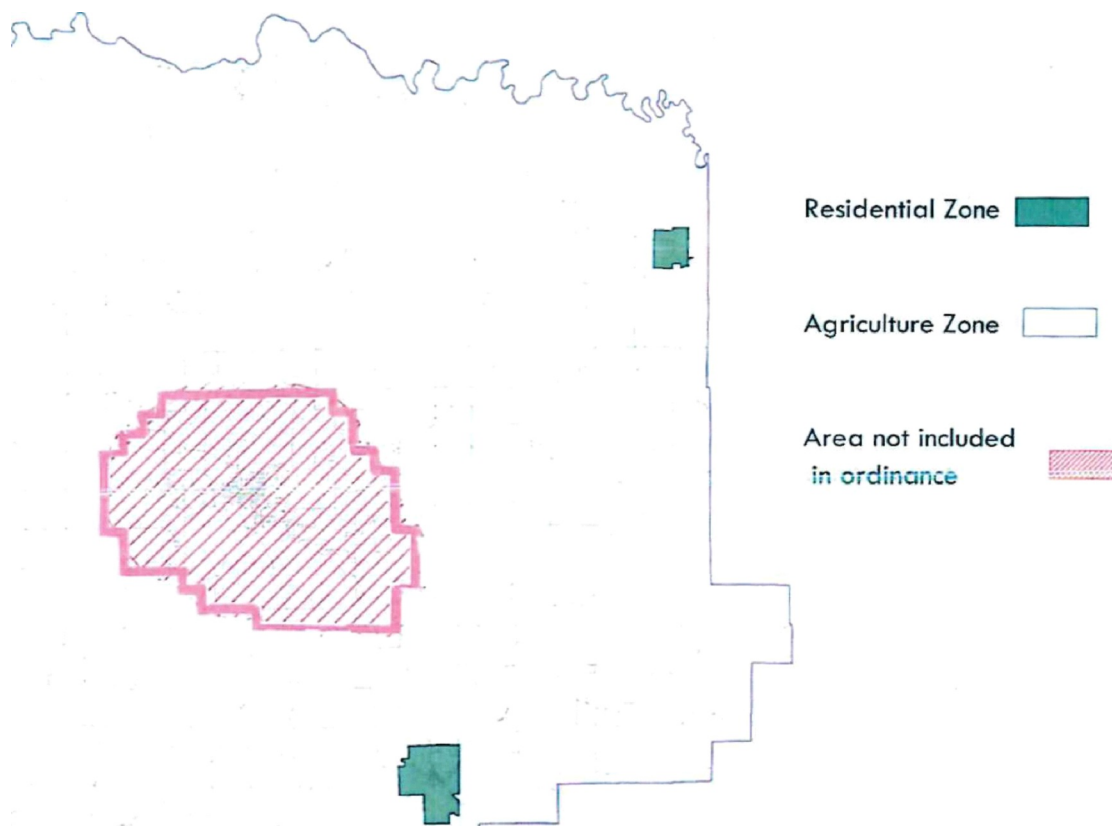 Residential Zone
Agriculture Zone
Area not included
in ordinance